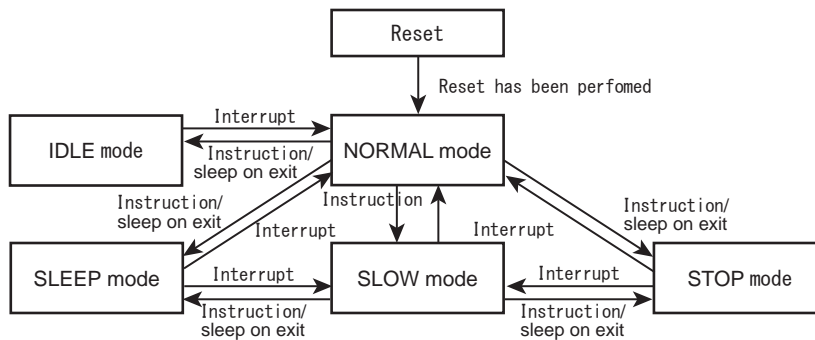 Reset
Reset has been perfomed
Interrupt
IDLE mode
NORMAL mode
Instruction/
sleep on exit
Instruction/
sleep on exit
Instruction
Instruction/
sleep on exit
Interrupt
Interrupt
SLEEP mode
Interrupt
SLOW mode
Interrupt
STOP mode
Instruction/
sleep on exit
Instruction/
sleep on exit